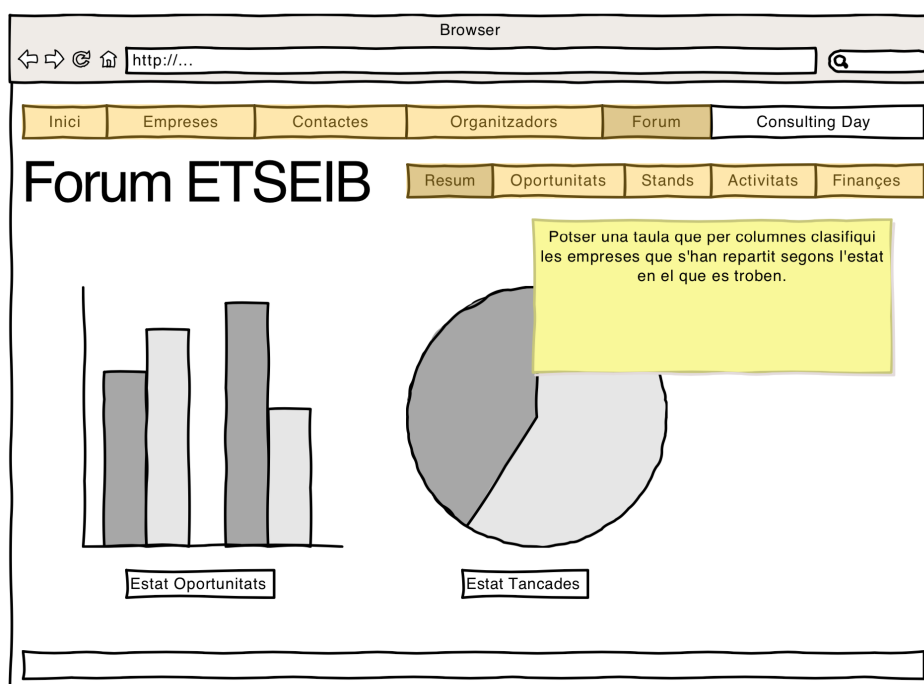 Browser
http://...
Inici Empreses Contactes Organitzadors Forum Consulting Day
Forum ETSEIB
Resum Oportunitats Stands Activitats Finançes
Potser una taula que per columnes clasifiqui
les empreses que s'han repartit segons l'estat
en el que es troben.
Estat Oportunitats
Estat Tancades